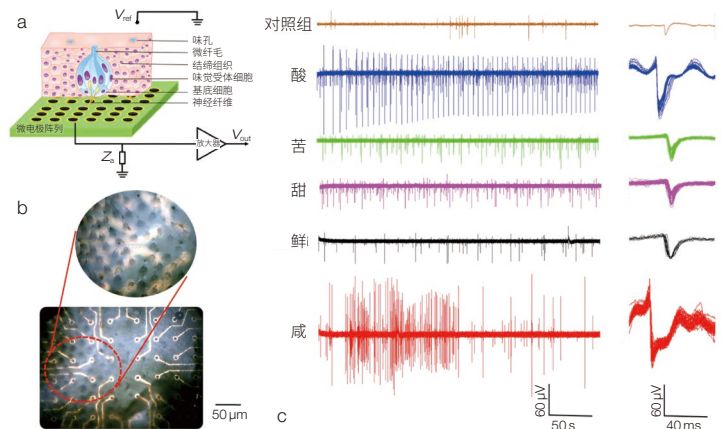 a
V_ref
味孔
微纤毛
结缔组织
味觉受体细胞
基底细胞
神经纤维
微电极阵列
放大器
V_out
Z_a
b
50 μm
c
对照组
酸
苦
甜
鲜
咸
60 μV
50 s
60 μV
40 ms